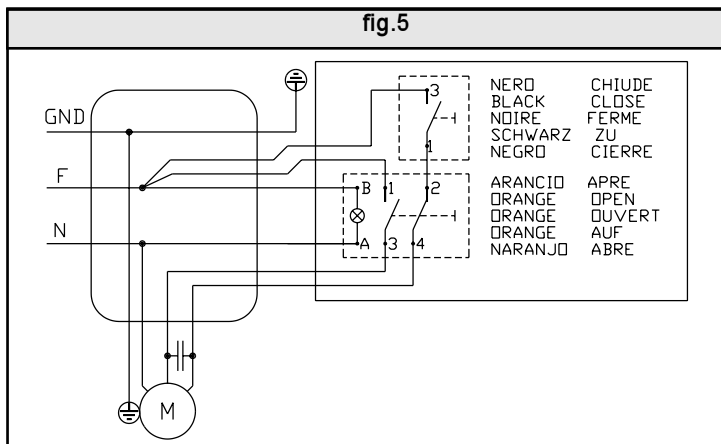 fig.5
GND
F
N
M
3
1
B 1 2
A 3 4
NERO CHIUDE
BLACK CLOSE
NOIRE FERME
SCHWARZ ZU
NEGRO CIERRE
ARANCIO APRE
ORANGE OPEN
ORANGE OUVERT
ORANGE AUF
NARANJO ABRE